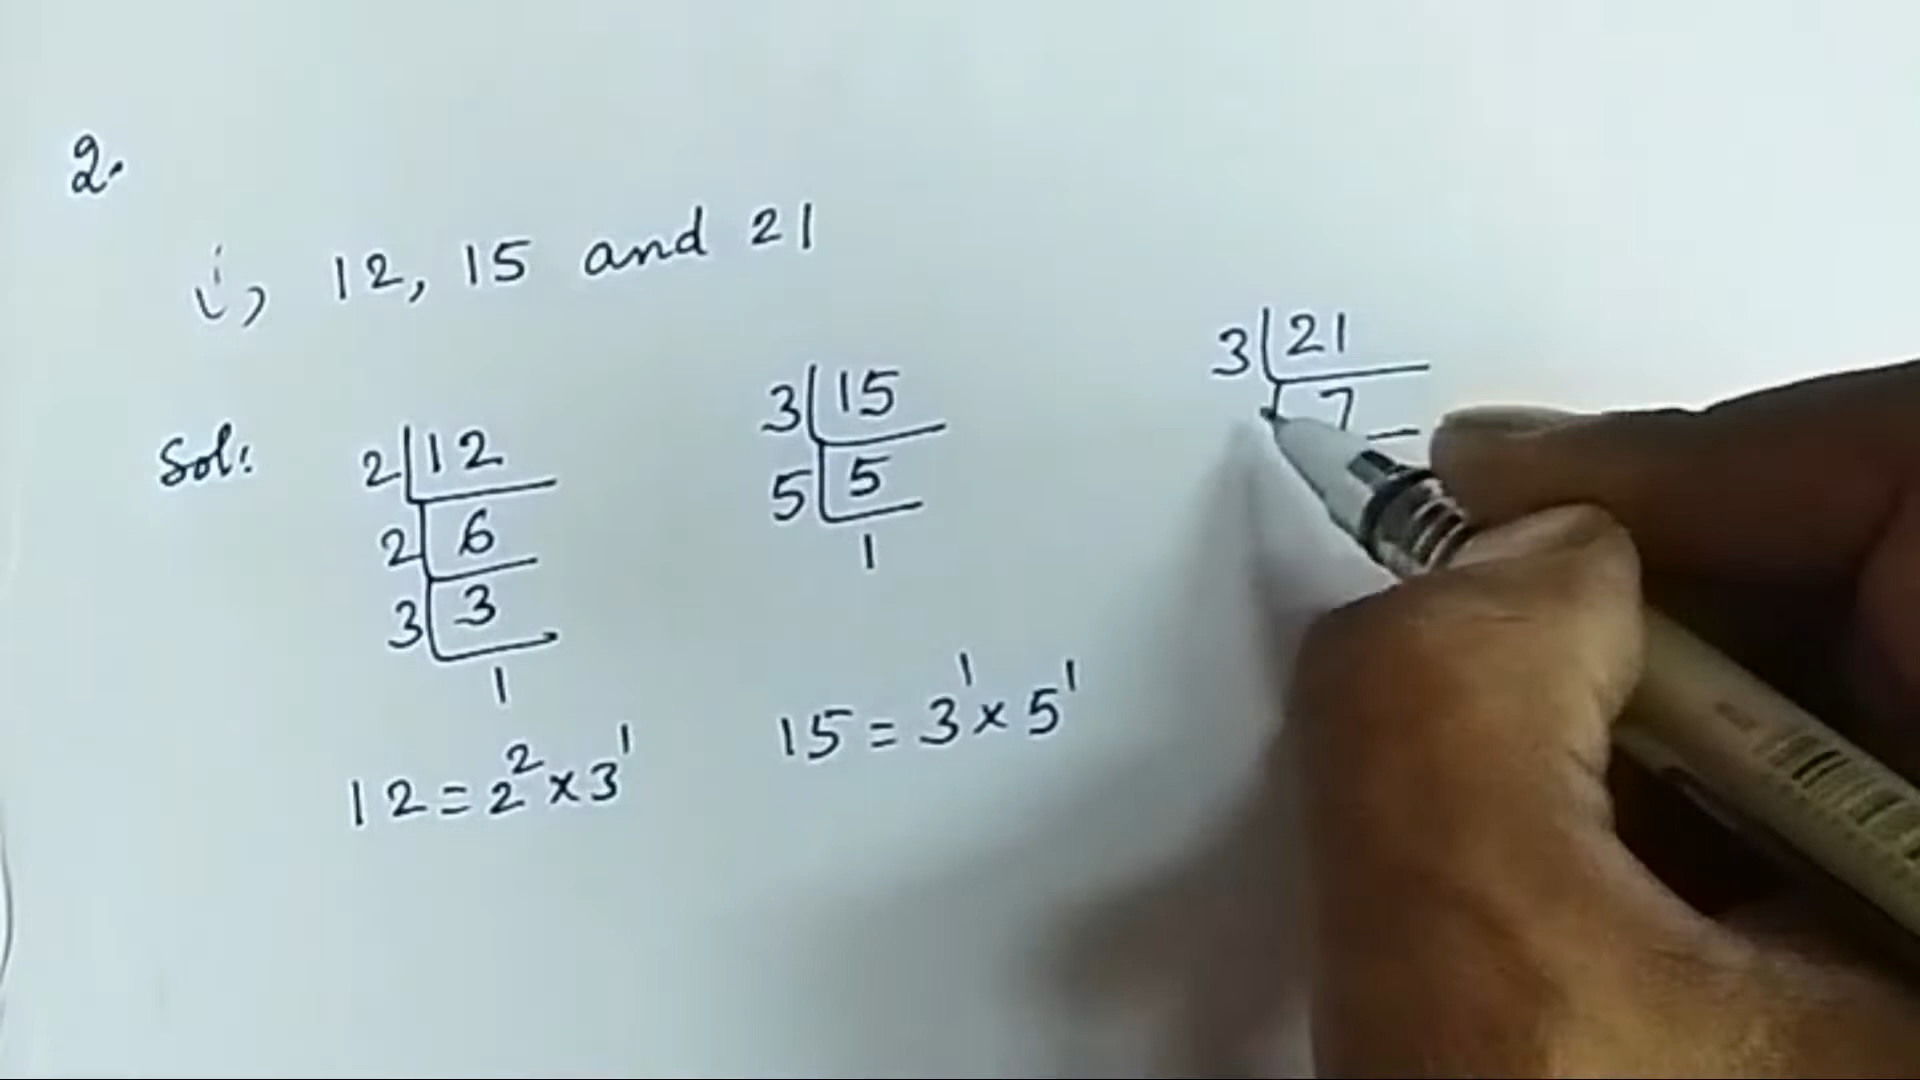 2.
i, 12, 15 and 21
Sol:
2 12
2 6
3 3
1
12 = 2² × 3¹
3 15
5 5
1
15 = 3¹ × 5¹
3 21
7